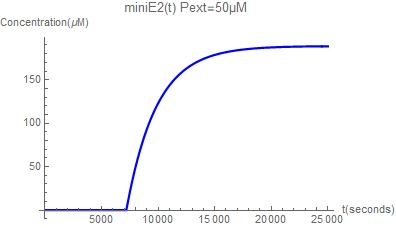 miniE2(t) Pext=50µM
Concentration(µM)
150
100
50
5000 10000 15000 20000 25000 t(seconds)